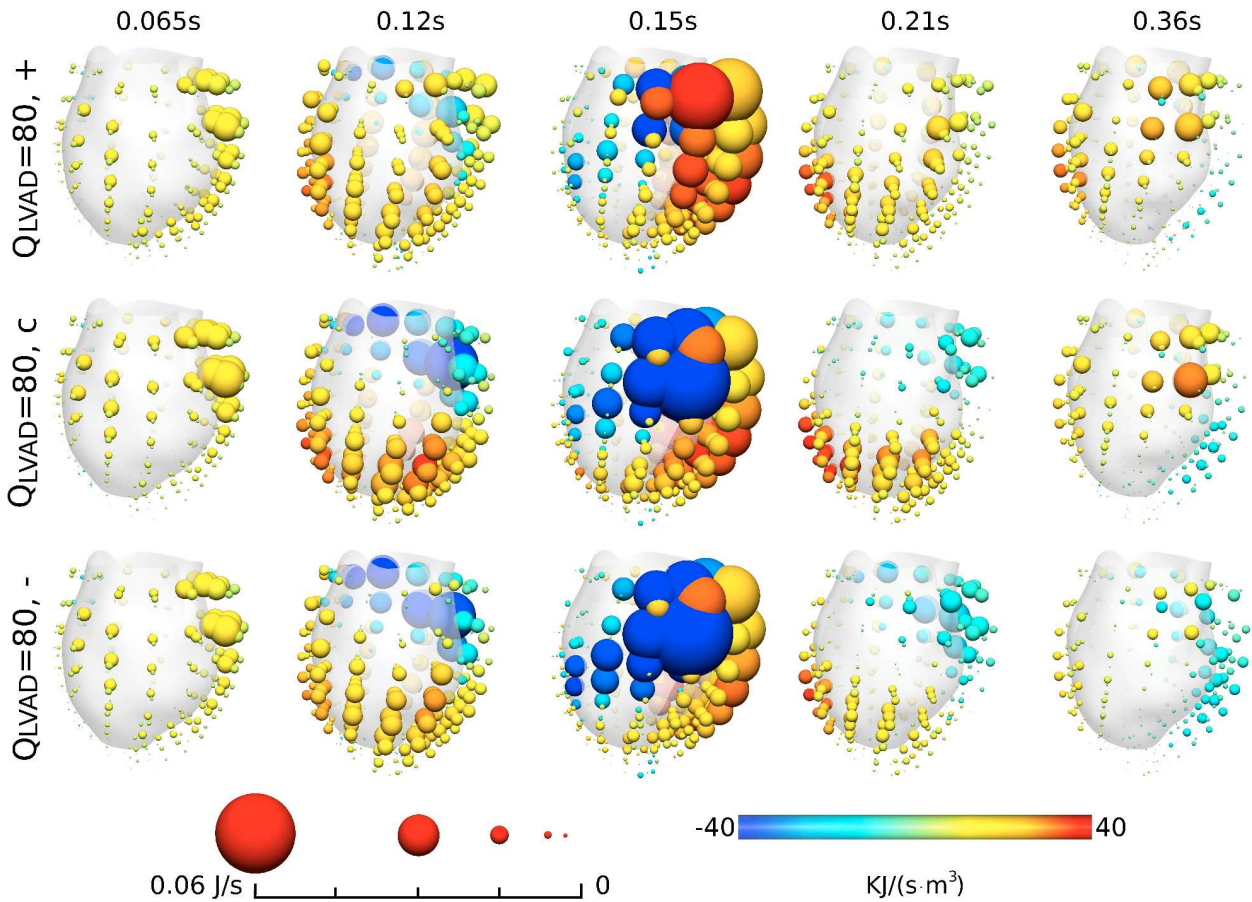 0.065s 0.12s 0.15s 0.21s 0.36s
QLVAD=80, +
QLVAD=80, c
QLVAD=80, -
-40 40
0.06 J/s 0
KJ/(s·m³)